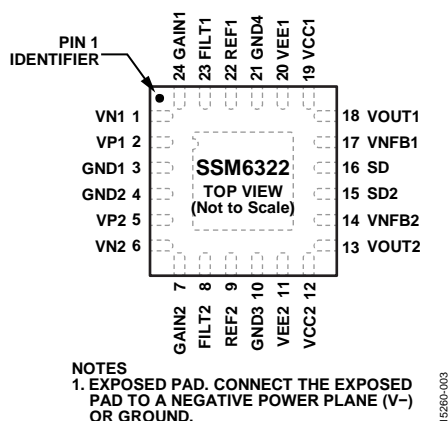 PIN 1
IDENTIFIER
24 GAIN1
23 FILT1
22 REF1
21 GND4
20 VEE1
19 VCC1
VN1 1
VP1 2
GND1 3
GND2 4
VP2 5
VN2 6
SSM6322
TOP VIEW
(Not to Scale)
18 VOUT1
17 VNFB1
16 SD
15 SD2
14 VNFB2
13 VOUT2
GAIN2 7
FILT2 8
REF2 9
GND3 10
VEE2 11
VCC2 12
NOTES
1. EXPOSED PAD. CONNECT THE EXPOSED
PAD TO A NEGATIVE POWER PLANE (V−)
OR GROUND.
15260-003